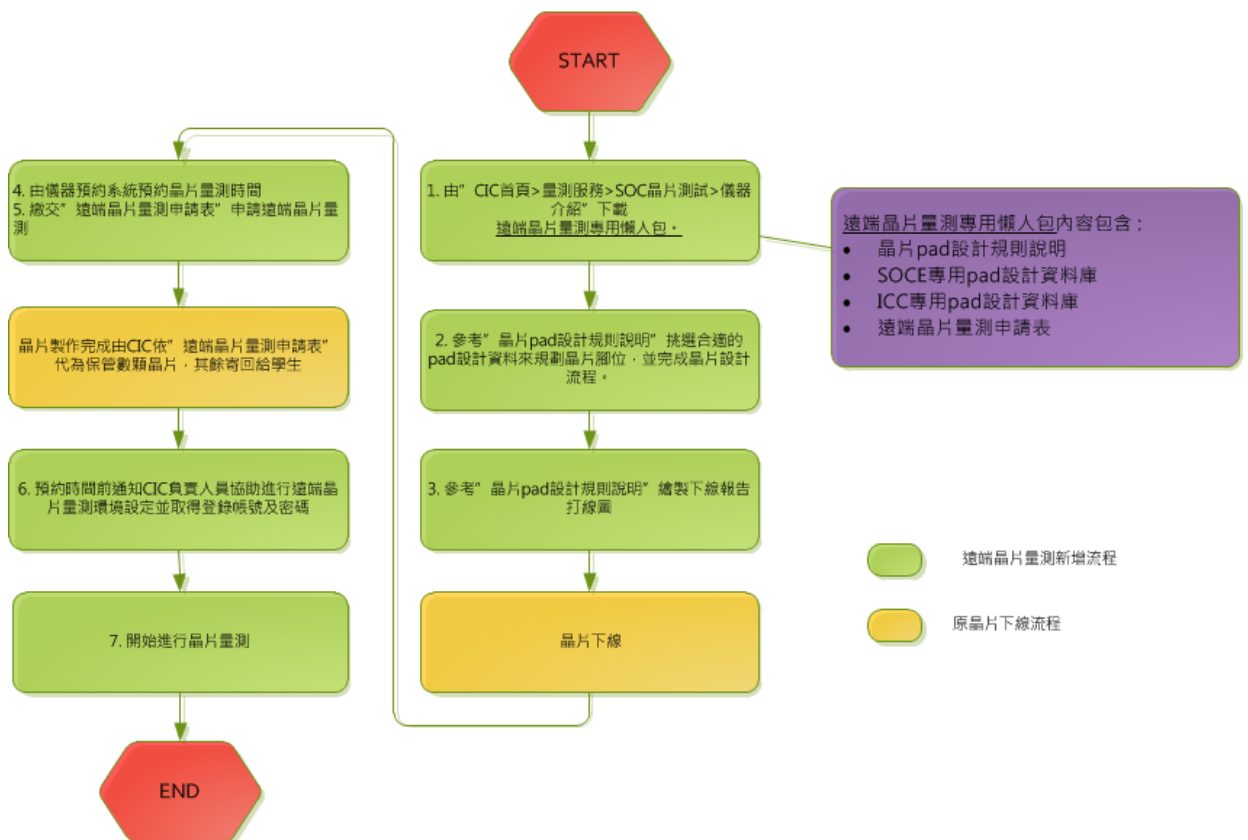 START
1. 由”CIC首頁>量測服務>SOC晶片測試>儀器
介紹”下載
遠端晶片量測專用懶人包。
遠端晶片量測專用懶人包內容包含：
• 晶片pad設計規則說明
• SOCE專用pad設計資料庫
• ICC專用pad設計資料庫
• 遠端晶片量測申請表
2. 參考”晶片pad設計規則說明”挑選合適的
pad設計資料來規劃晶片腳位，並完成晶片設計
流程。
3. 參考”晶片pad設計規則說明”繪製下線報告
打線圖
晶片下線
4. 由儀器預約系統預約晶片量測時間
5. 繳交”遠端晶片量測申請表”申請遠端晶片量
測
晶片製作完成由CIC依”遠端晶片量測申請表”
代為保管數顆晶片，其餘寄回給學生
6. 預約時間前通知CIC負責人員協助進行遠端晶
片量測環境設定並取得登錄帳號及密碼
7. 開始進行晶片量測
END
遠端晶片量測新增流程
原晶片下線流程